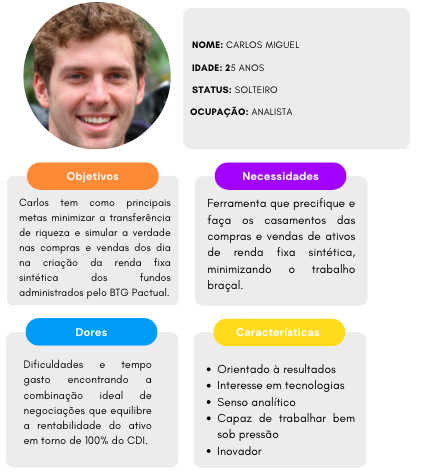 NOME: CARLOS MIGUEL
IDADE: 25 ANOS
STATUS: SOLTEIRO
OCUPAÇÃO: ANALISTA
Objetivos
Carlos tem como principais
metas minimizar a transferência
de riqueza e simular a verdade
nas compras e vendas dos dia
na criação da renda fixa
sintética dos fundos
administrados pelo BTG Pactual.
Necessidades
Ferramenta que precifique e
faça os casamentos das
compras e vendas de ativos
de renda fixa sintética,
minimizando o trabalho
braçal.
Dores
Dificuldades e tempo
gasto encontrando a
combinação ideal de
negociações que equilibre
a rentabilidade do ativo
em torno de 100% do CDI.
Características
• Orientado à resultados
• Interesse em tecnologias
• Senso analítico
• Capaz de trabalhar bem
sob pressão
• Inovador